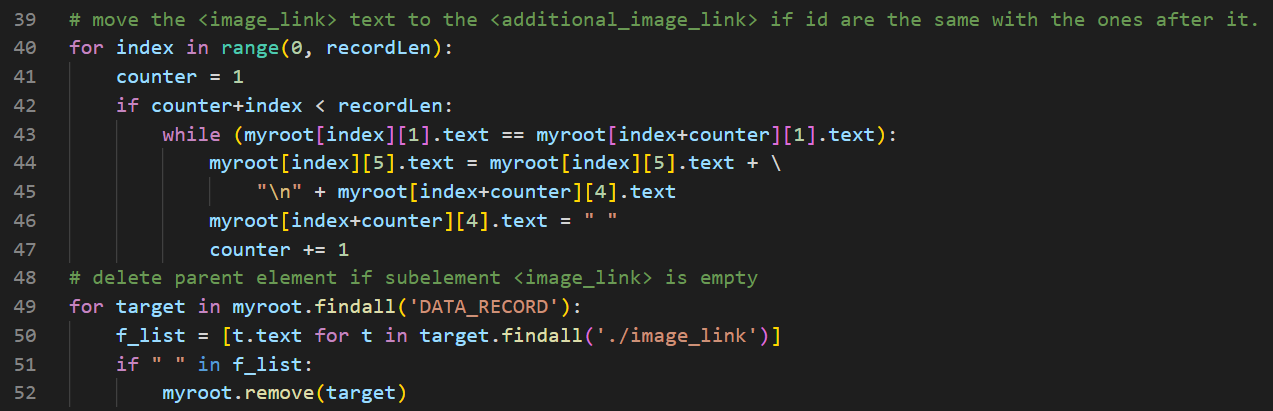 39 # move the <image_link> text to the <additional_image_link> if id are the same with the ones after it.
40 for index in range(0, recordLen):
41     counter = 1
42     if counter+index < recordLen:
43         while (myroot[index][1].text == myroot[index+counter][1].text):
44             myroot[index][5].text = myroot[index][5].text + \
45                 "\n" + myroot[index+counter][4].text
46             myroot[index+counter][4].text = " "
47             counter += 1
48 # delete parent element if subelement <image_link> is empty
49 for target in myroot.findall('DATA_RECORD'):
50     f_list = [t.text for t in target.findall('./image_link')]
51     if " " in f_list:
52         myroot.remove(target)